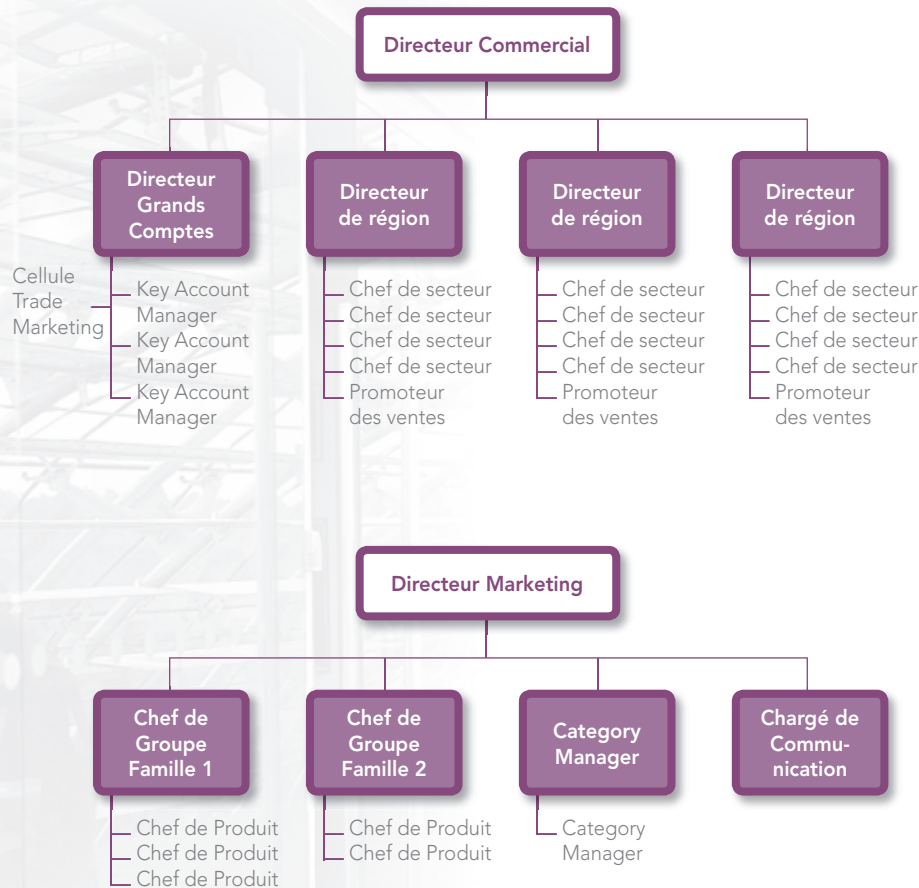 Directeur Commercial
Directeur
Grands
Comptes
Cellule
Trade
Marketing
Key Account
Manager
Key Account
Manager
Key Account
Manager
Directeur
de région
Chef de secteur
Chef de secteur
Chef de secteur
Chef de secteur
Promoteur
des ventes
Directeur
de région
Chef de secteur
Chef de secteur
Chef de secteur
Chef de secteur
Promoteur
des ventes
Directeur
de région
Chef de secteur
Chef de secteur
Chef de secteur
Chef de secteur
Promoteur
des ventes
Directeur Marketing
Chef de
Groupe
Famille 1
Chef de Produit
Chef de Produit
Chef de Produit
Chef de
Groupe
Famille 2
Chef de Produit
Chef de Produit
Category
Manager
Category
Manager
Chargé de
Commu-
nication